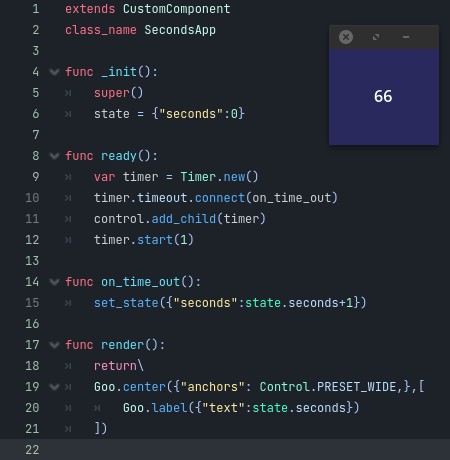 1 extends CustomComponent
2 class_name SecondsApp
3
4 func _init():
5 super()
6 state = {"seconds":0}
7
8 func ready():
9 var timer = Timer.new()
10 timer.timeout.connect(on_time_out)
11 control.add_child(timer)
12 timer.start(1)
13
14 func on_time_out():
15 set_state({"seconds":state.seconds+1})
16
17 func render():
18 return\
19 Goo.center({"anchors": Control.PRESET_WIDE,},[
20 Goo.label({"text":state.seconds})
21 ])
22
66